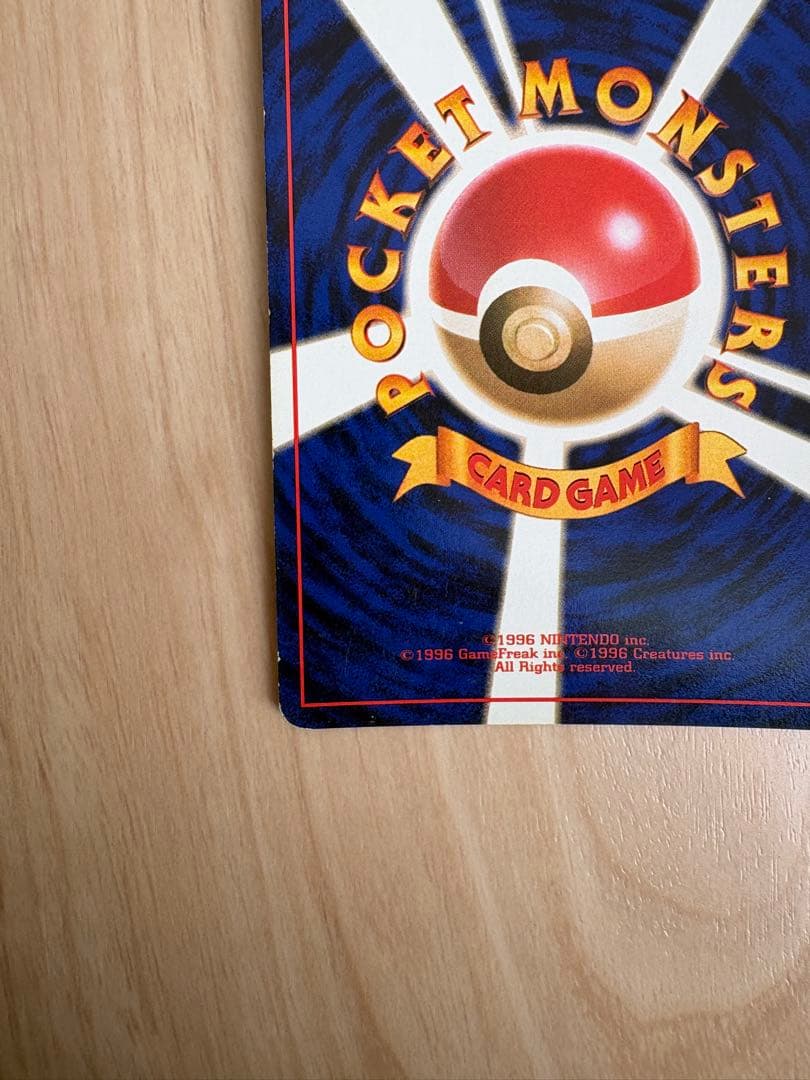 POCKET MONSTERS
CARD GAME
©1996 NINTENDO inc.
©1996 GameFreak inc. ©1996 Creatures inc.
All Rights reserved.